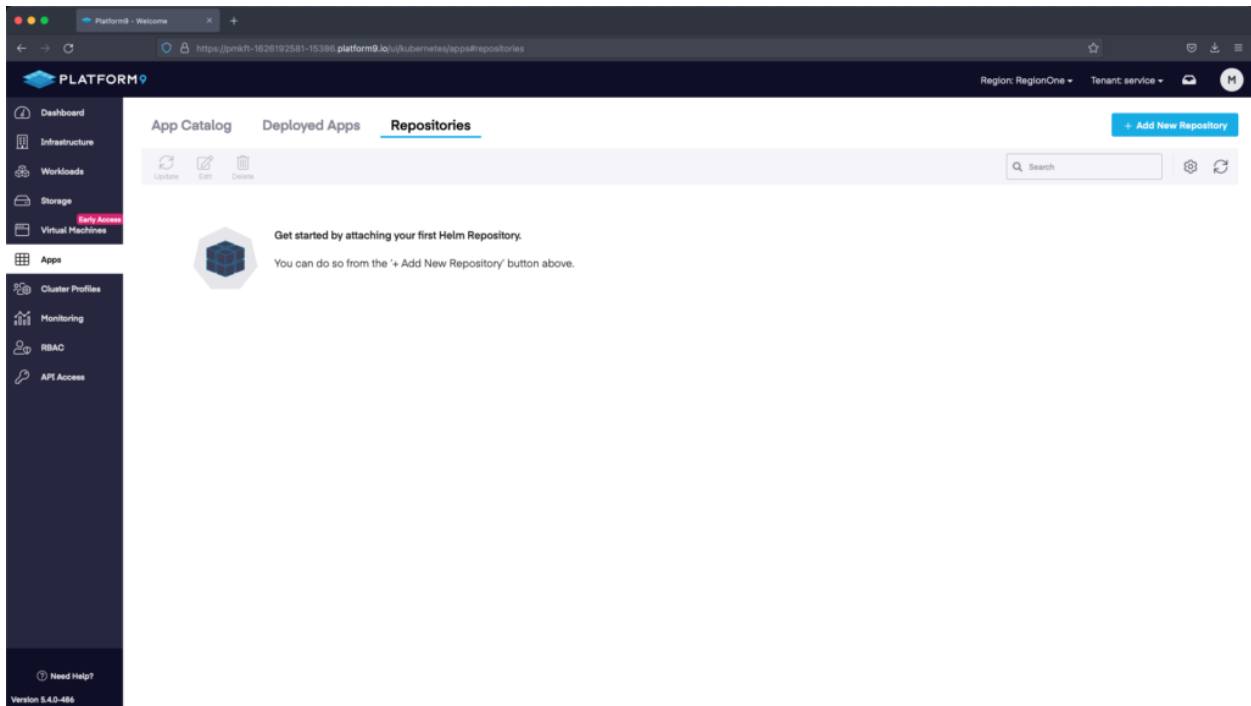 Platform9 - Welcome
https://pmkft-1626192581-15386.platform9.io/ui/kubernetes/apps#repositories
PLATFORM9
Region: RegionOne
Tenant: service
M
Dashboard
Infrastructure
Workloads
Storage
Early Access
Virtual Machines
Apps
Cluster Profiles
Monitoring
RBAC
API Access
App Catalog
Deployed Apps
Repositories
+ Add New Repository
Update
Edit
Delete
Search
Get started by attaching your first Helm Repository.
You can do so from the '+ Add New Repository' button above.
Need Help?
Version 5.4.0-486